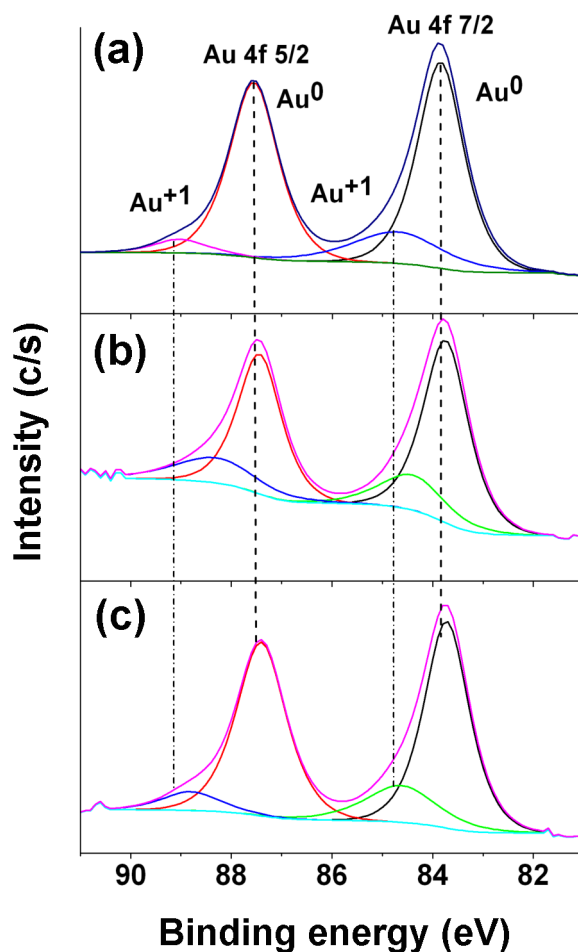 (a)
Au 4f 5/2
Au 4f 7/2
Au0
Au0
Au+1
Au+1
(b)
(c)
Intensity (c/s)
90 88 86 84 82
Binding energy (eV)